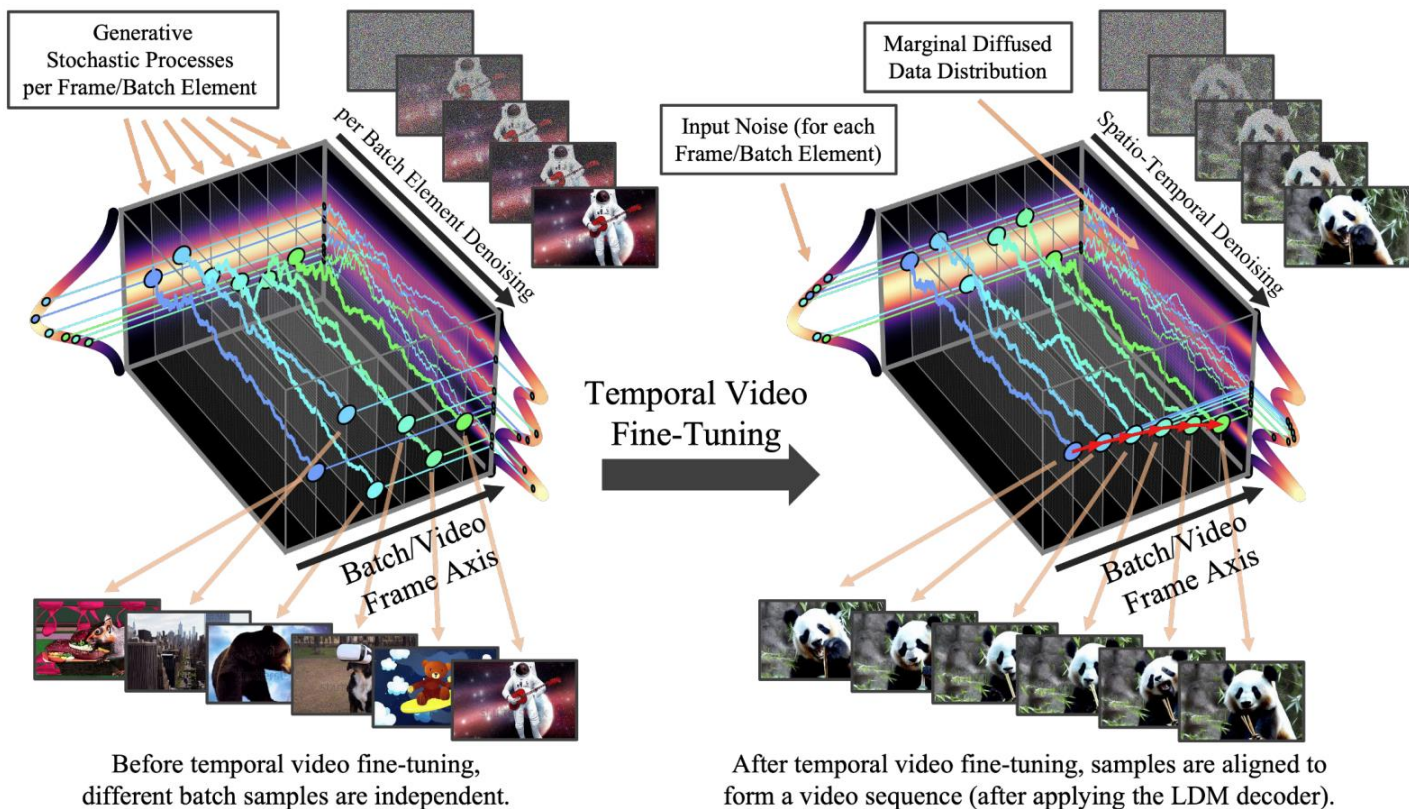 Generative
Stochastic Processes
per Frame/Batch Element
per Batch Element Denoising
Batch/Video
Frame Axis
Before temporal video fine-tuning,
different batch samples are independent.
Temporal Video
Fine-Tuning
Marginal Diffused
Data Distribution
Input Noise (for each
Frame/Batch Element)
Spatio-Temporal Denoising
Batch/Video
Frame Axis
After temporal video fine-tuning, samples are aligned to
form a video sequence (after applying the LDM decoder).